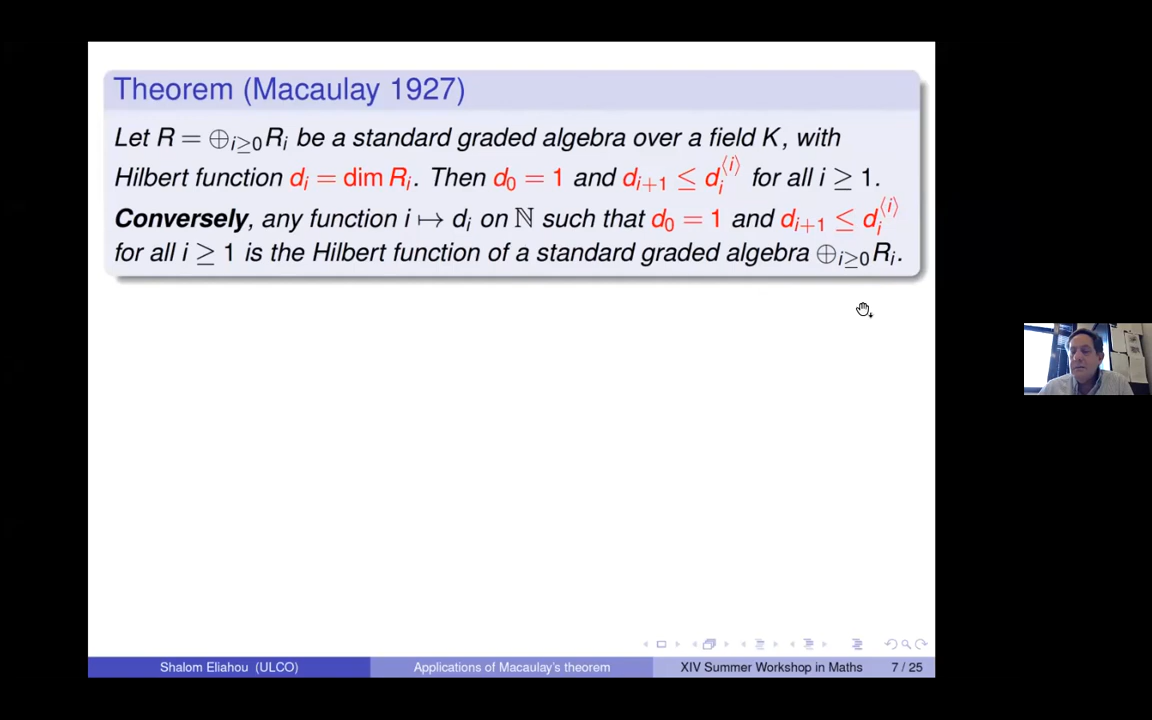 Theorem (Macaulay 1927)
Let R = ⊕_{i≥0}R_i be a standard graded algebra over a field K, with
Hilbert function d_i = dim R_i. Then d_0 = 1 and d_{i+1} ≤ d_i^{⟨i⟩} for all i ≥ 1.
Conversely, any function i ↦ d_i on ℕ such that d_0 = 1 and d_{i+1} ≤ d_i^{⟨i⟩}
for all i ≥ 1 is the Hilbert function of a standard graded algebra ⊕_{i≥0}R_i.
Shalom Eliahou (ULCO) Applications of Macaulay's theorem XIV Summer Workshop in Maths 7 / 25